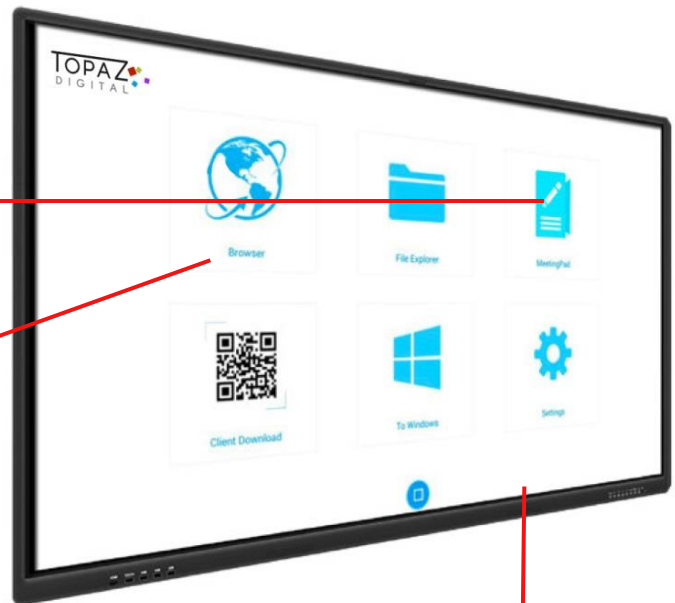 TOPAZ
DIGITAL
Browser
File Explorer
MeetingPad
Client Download
To Windows
Settings